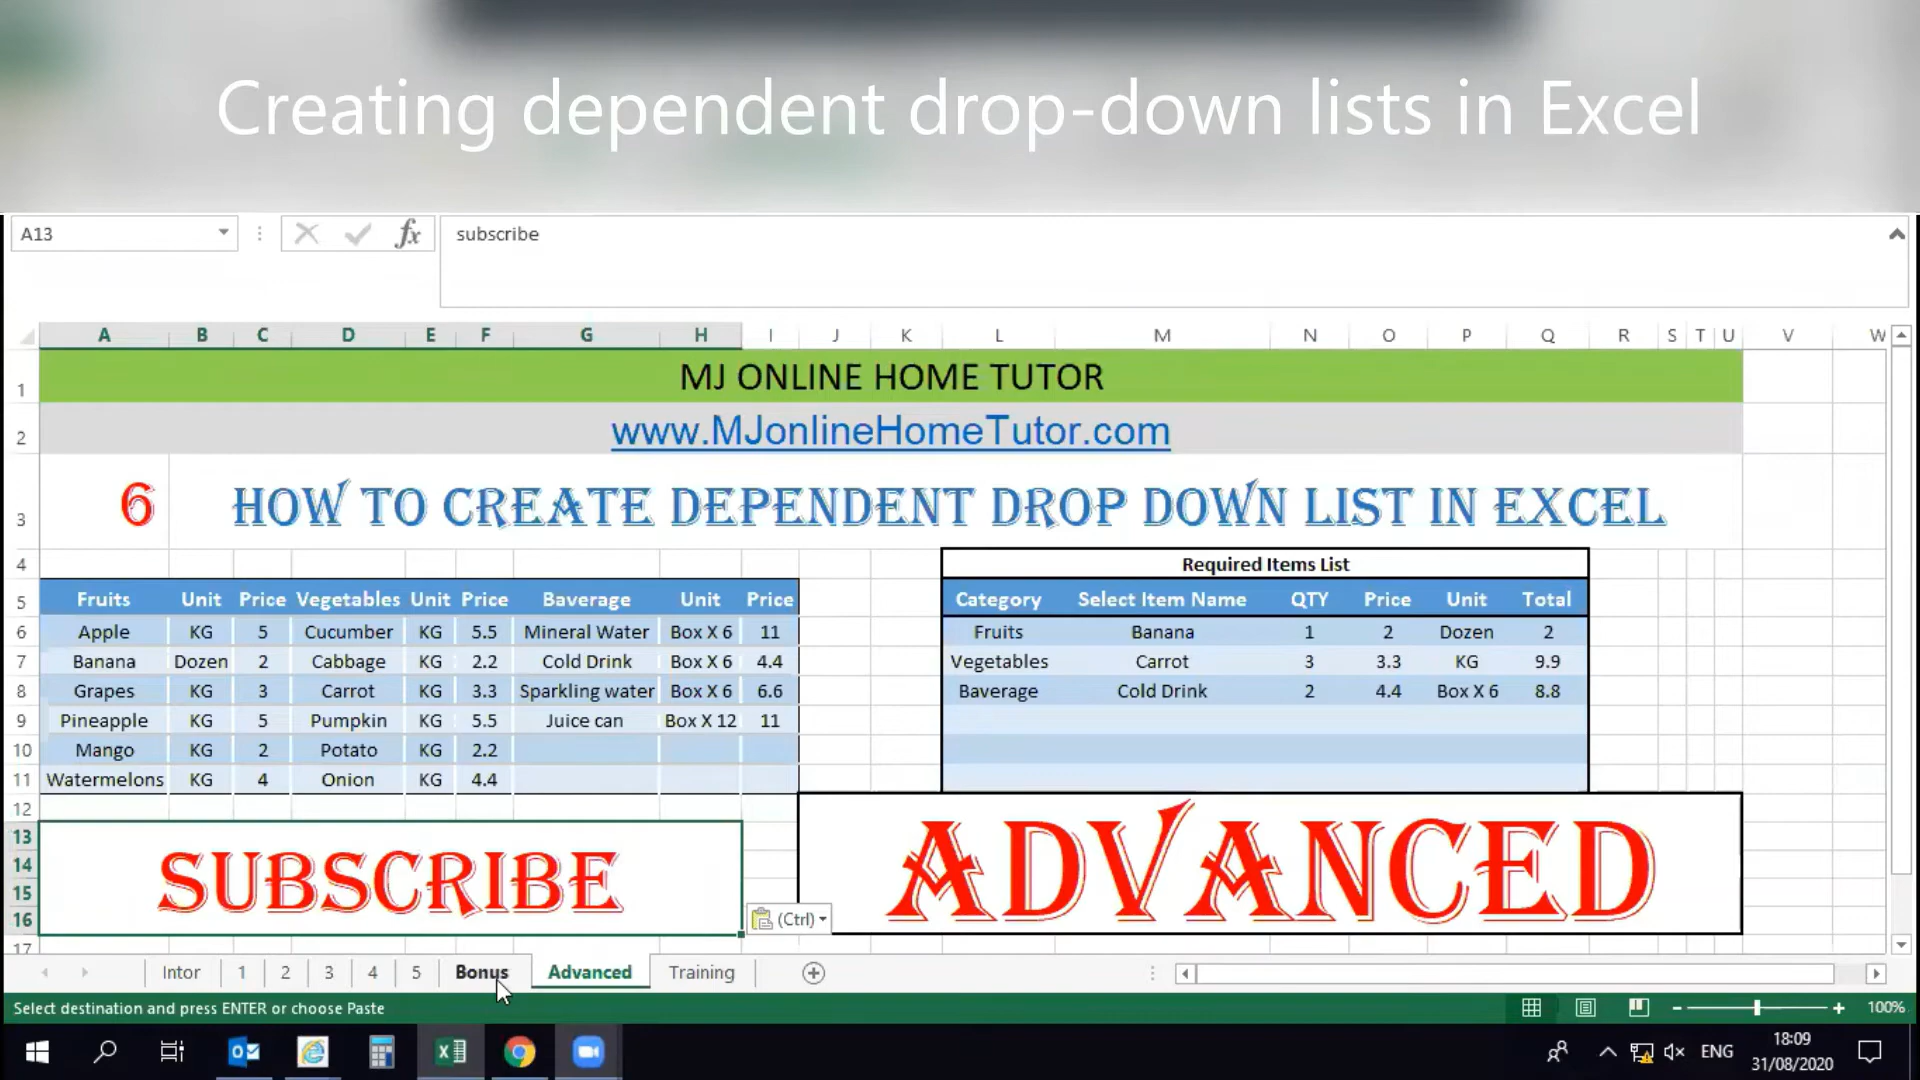 Creating dependent drop-down lists in Excel
A13 fx subscribe
A B C D E F G H I J K L M N O P Q R S T U V W
1 MJ ONLINE HOME TUTOR
2 www.MJonlineHomeTutor.com
3 6 HOW TO CREATE DEPENDENT DROP DOWN LIST IN EXCEL
4 Required Items List
5 Fruits Unit Price Vegetables Unit Price Baverage Unit Price Category Select Item Name QTY Price Unit Total
6 Apple KG 5 Cucumber KG 5.5 Mineral Water Box X 6 11 Fruits Banana 1 2 Dozen 2
7 Banana Dozen 2 Cabbage KG 2.2 Cold Drink Box X 6 4.4 Vegetables Carrot 3 3.3 KG 9.9
8 Grapes KG 3 Carrot KG 3.3 Sparkling water Box X 6 6.6 Baverage Cold Drink 2 4.4 Box X 6 8.8
9 Pineapple KG 5 Pumpkin KG 5.5 Juice can Box X 12 11
10 Mango KG 2 Potato KG 2.2
11 Watermelons KG 4 Onion KG 4.4
12
13
14 SUBSCRIBE ADVANCED
15
16 (Ctrl)
17
Intor 1 2 3 4 5 Bonus Advanced Training
Select destination and press ENTER or choose Paste 100%
ENG 18:09
31/08/2020